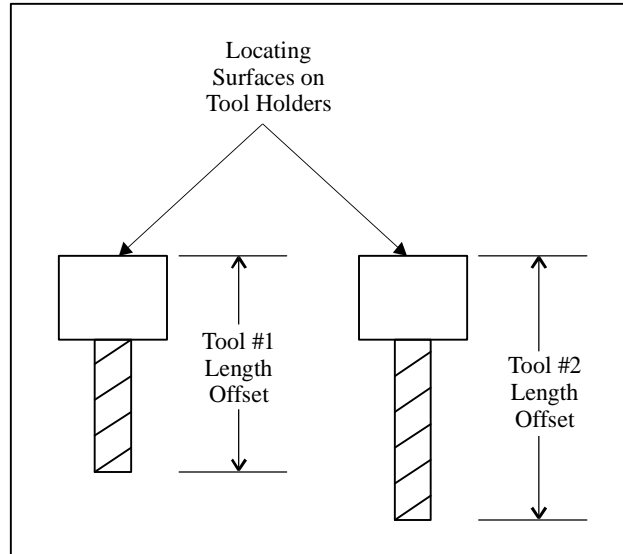 Locating
Surfaces on
Tool Holders
Tool #1
Length
Offset
Tool #2
Length
Offset